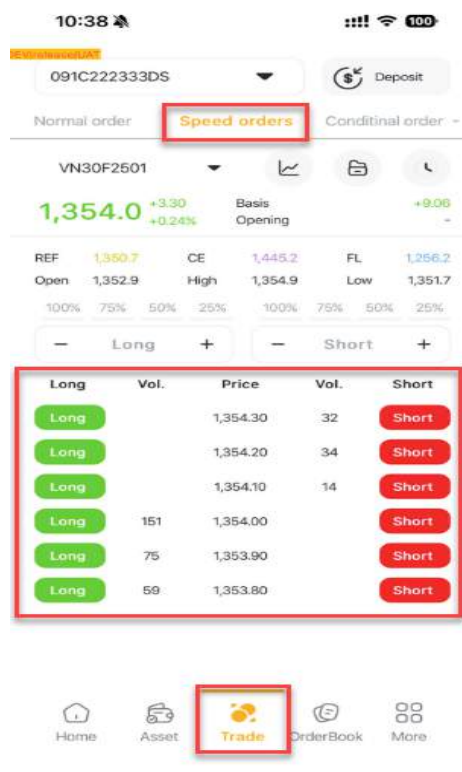 10:38
100
DEV/release/UAT
091C222333DS
Deposit
Normal order Speed orders Conditinal order
VN30F2501
1,354.0 +3.30 +0.24% Basis +9.06
Opening -
REF 1,350.7 CE 1,445.2 FL 1,256.2
Open 1,352.9 High 1,354.9 Low 1,351.7
100% 75% 50% 25% 100% 75% 50% 25%
− Long + − Short +
Long Vol. Price Vol. Short
Long 1,354.30 32 Short
Long 1,354.20 34 Short
Long 1,354.10 14 Short
Long 151 1,354.00 Short
Long 75 1,353.90 Short
Long 59 1,353.80 Short
Home Asset Trade OrderBook More